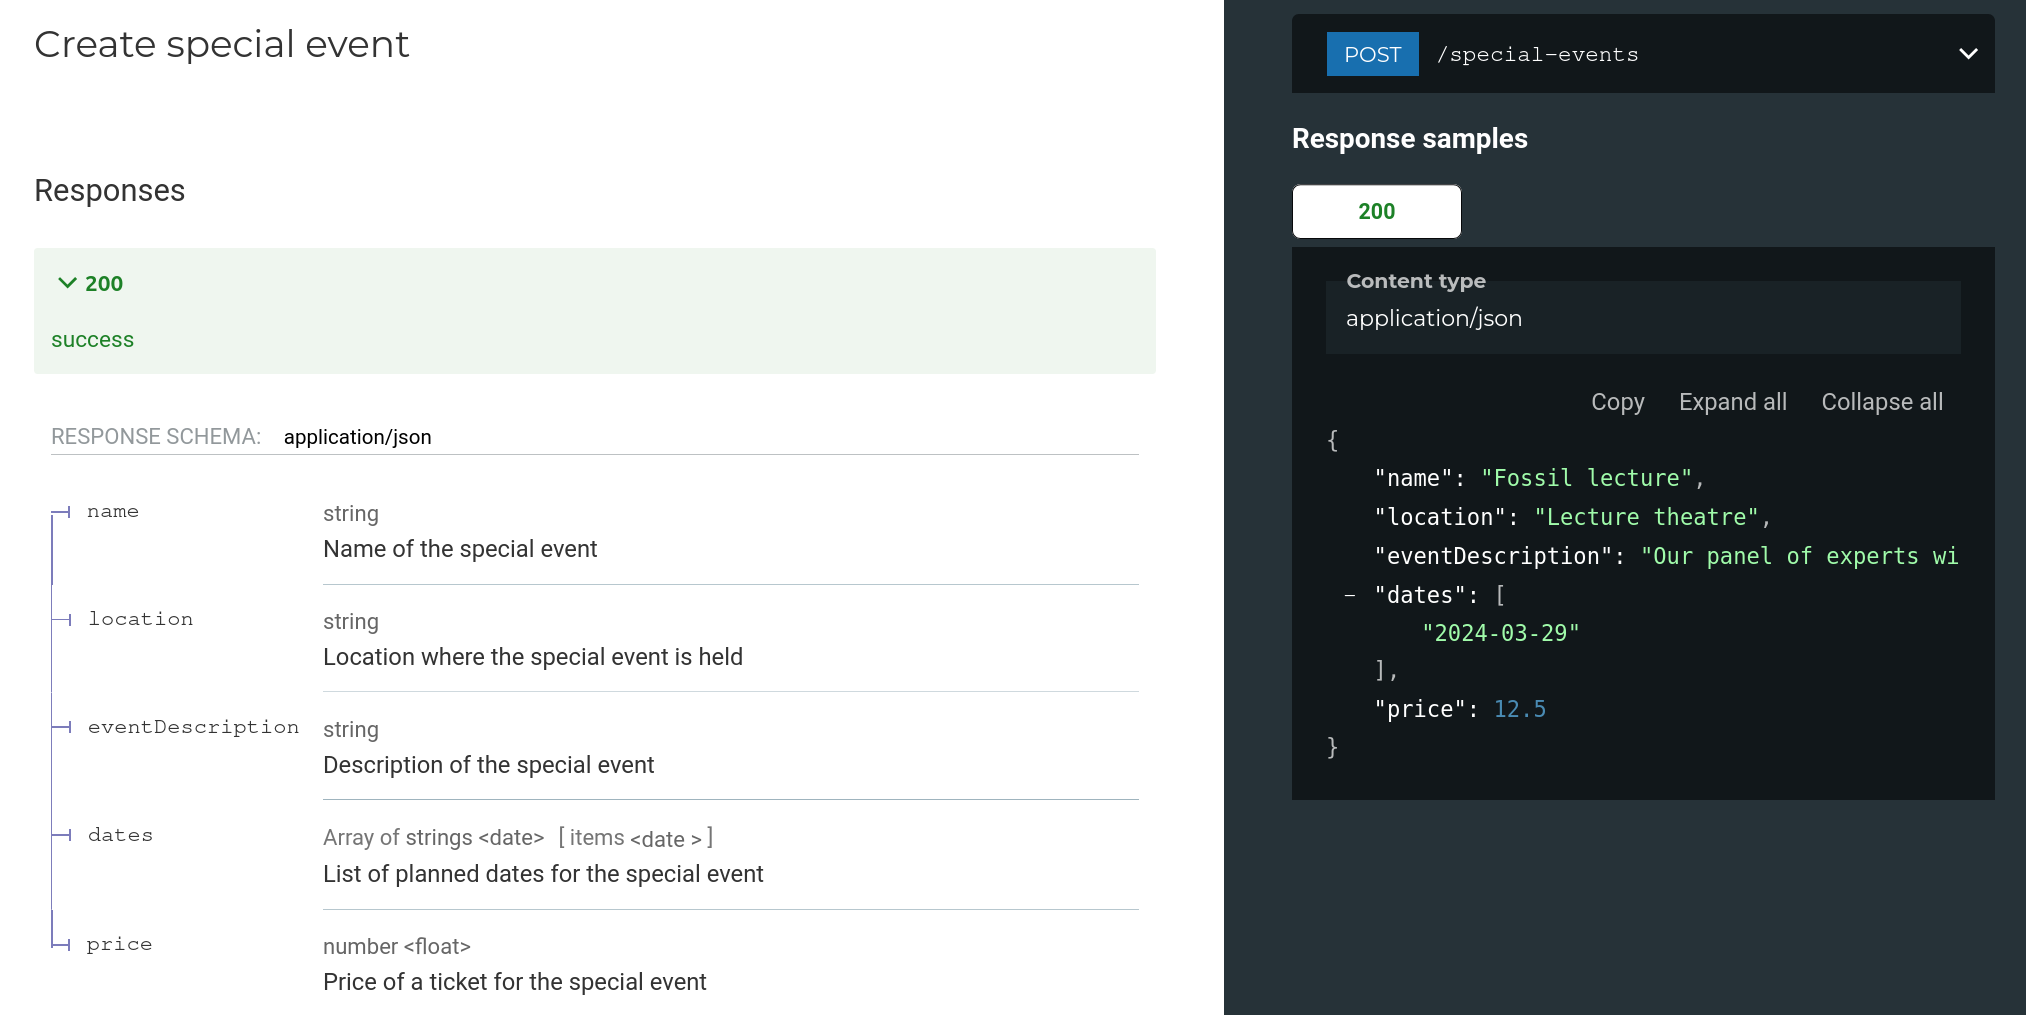 Create special event
Responses
200
success
RESPONSE SCHEMA: application/json
name string
Name of the special event
location string
Location where the special event is held
eventDescription string
Description of the special event
dates Array of strings <date> [ items <date > ]
List of planned dates for the special event
price number <float>
Price of a ticket for the special event
POST /special-events
Response samples
200
Content type
application/json
Copy Expand all Collapse all
{
"name": "Fossil lecture",
"location": "Lecture theatre",
"eventDescription": "Our panel of experts wi
– "dates": [
"2024-03-29"
],
"price": 12.5
}